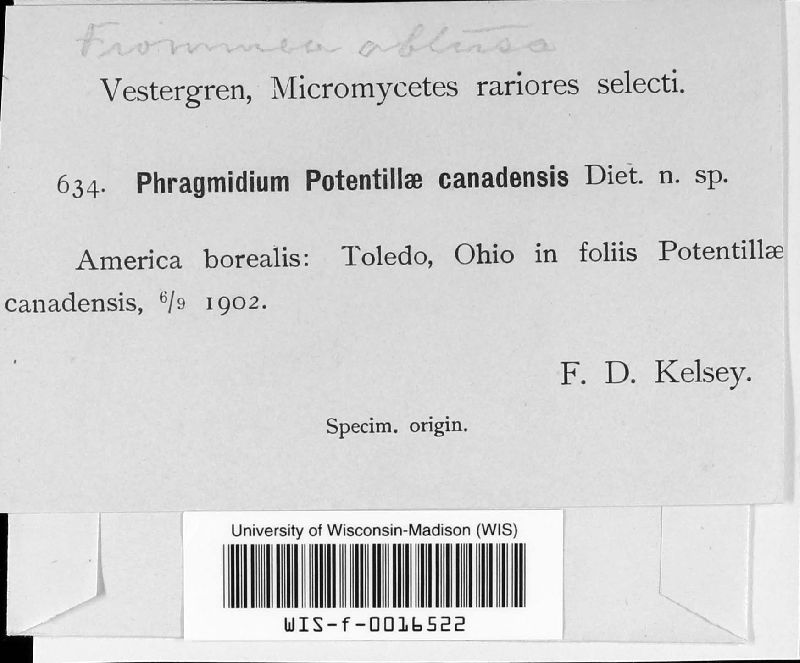 Frommea obtusa
Vestergren, Micromycetes rariores selecti.
634. Phragmidium Potentillæ canadensis Diet. n. sp.
America borealis: Toledo, Ohio in foliis Potentillæ
canadensis, 6/9 1902.
F. D. Kelsey.
Specim. origin.
University of Wisconsin-Madison (WIS)
WIS-f-0016522